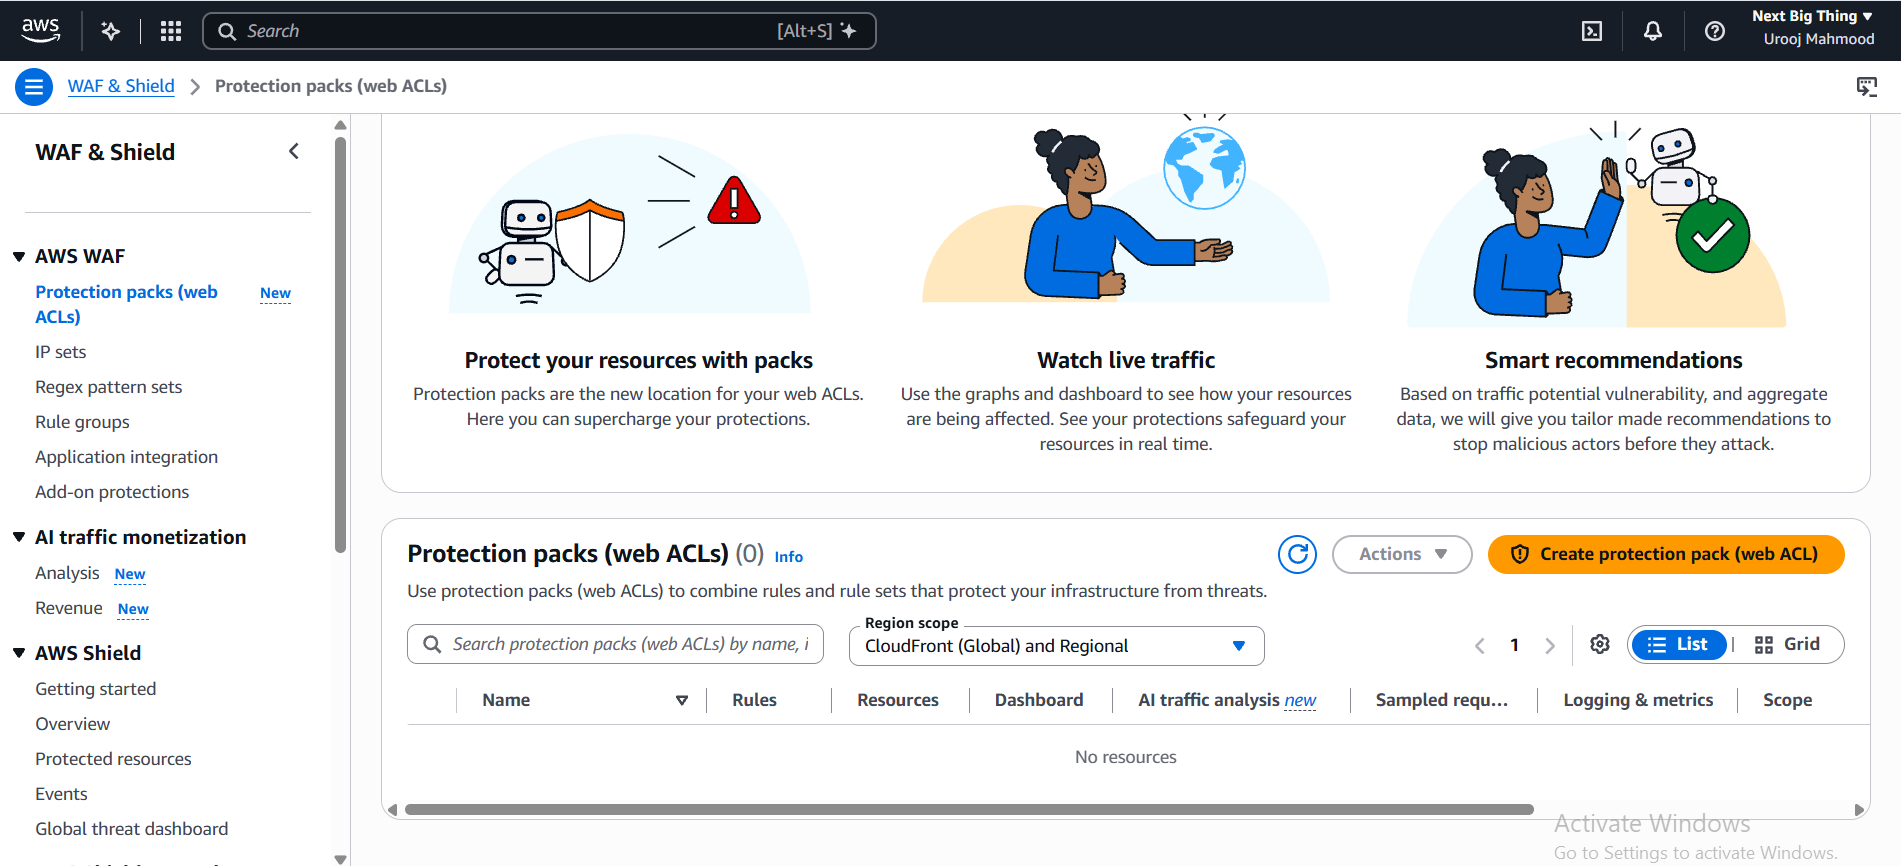 aws
Search
[Alt+S]
Next Big Thing
Urooj Mahmood
WAF & Shield
Protection packs (web ACLs)
WAF & Shield
AWS WAF
Protection packs (web ACLs)
New
IP sets
Regex pattern sets
Rule groups
Application integration
Add-on protections
AI traffic monetization
Analysis New
Revenue New
AWS Shield
Getting started
Overview
Protected resources
Events
Global threat dashboard
Protect your resources with packs
Protection packs are the new location for your web ACLs.
Here you can supercharge your protections.
Watch live traffic
Use the graphs and dashboard to see how your resources
are being affected. See your protections safeguard your
resources in real time.
Smart recommendations
Based on traffic potential vulnerability, and aggregate
data, we will give you tailor made recommendations to
stop malicious actors before they attack.
Protection packs (web ACLs) (0) Info
Actions
Create protection pack (web ACL)
Use protection packs (web ACLs) to combine rules and rule sets that protect your infrastructure from threats.
Search protection packs (web ACLs) by name, i
Region scope
CloudFront (Global) and Regional
1
List
Grid
Name
Rules
Resources
Dashboard
AI traffic analysis new
Sampled requ...
Logging & metrics
Scope
No resources
Activate Windows
Go to Settings to activate Windows.